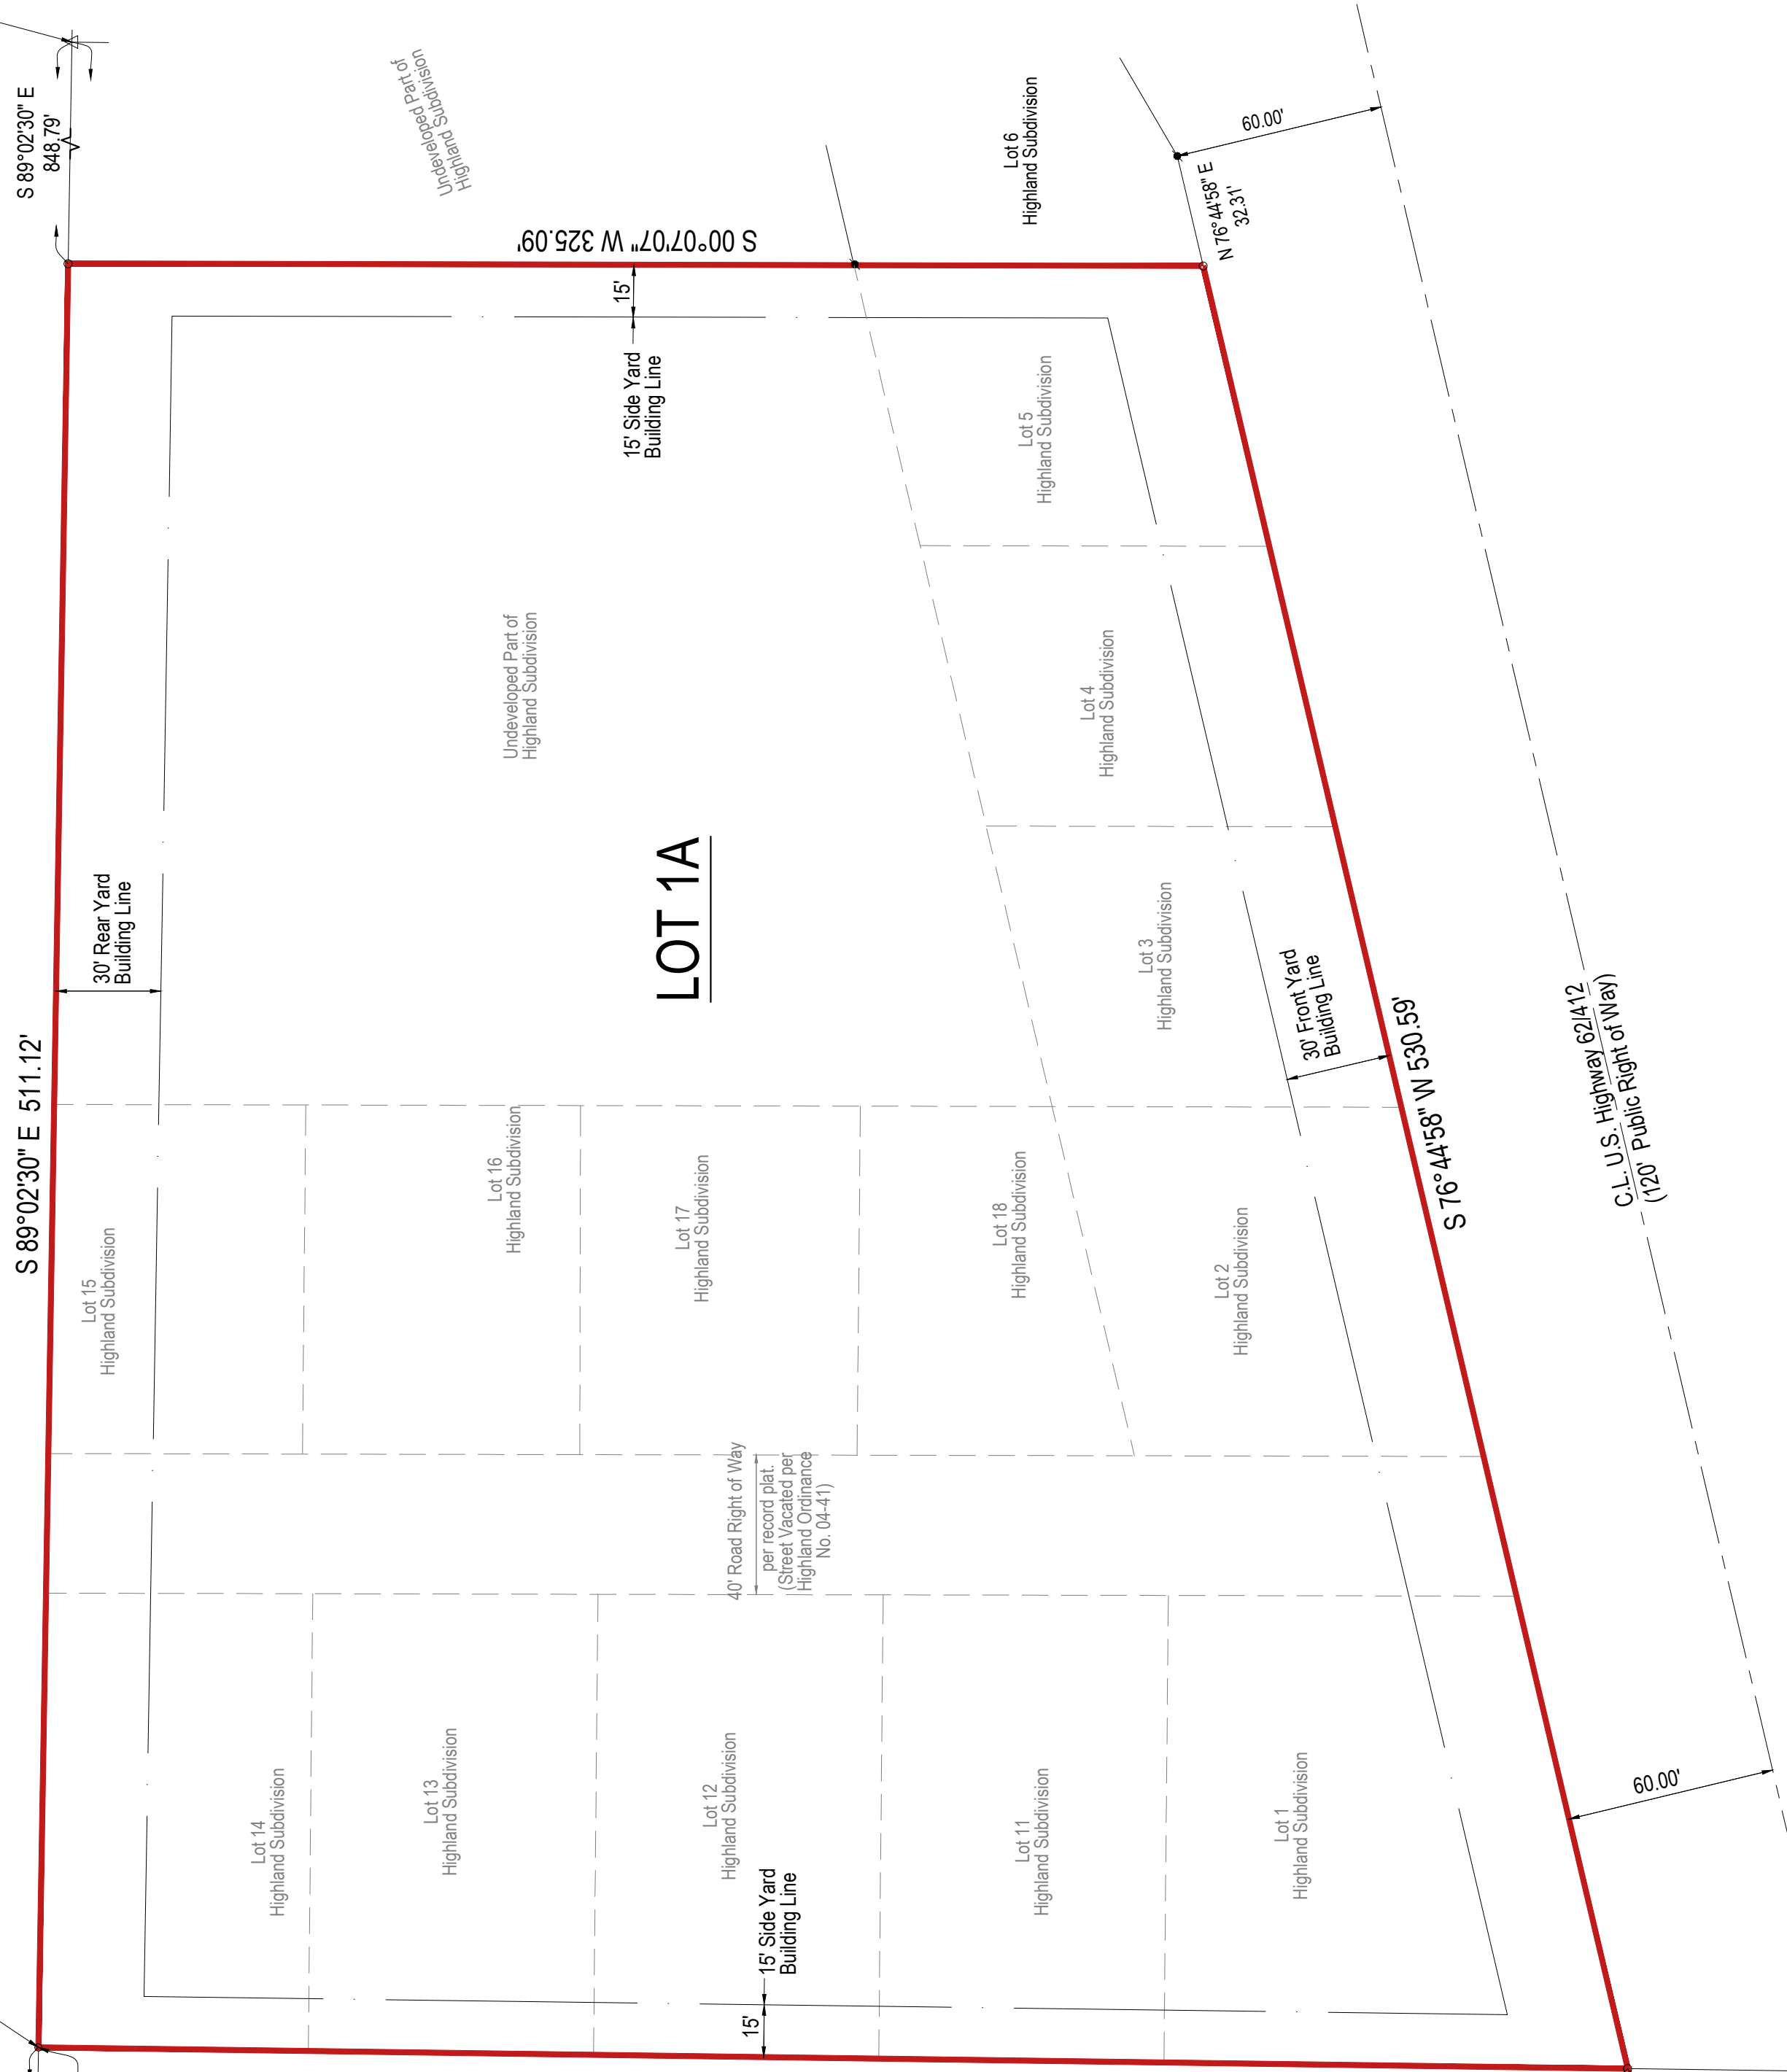 S 89°02'30" E
848.79'
Undeveloped Part of
Highland Subdivision
S 00°07'07" W 325.09'
Lot 6
Highland Subdivision
60.00'
N 76°44'58" E
32.31'
15'
15' Side Yard
Building Line
Lot 5
Highland Subdivision
Undeveloped Part of
Highland Subdivision
Lot 4
Highland Subdivision
30' Rear Yard
Building Line
LOT 1A
Lot 3
Highland Subdivision
30' Front Yard
Building Line
S 89°02'30" E 511.12'
S 76°44'58" W 530.59'
C.L. U.S. Highway 62/412
(120' Public Right of Way)
Lot 15
Highland Subdivision
Lot 16
Highland Subdivision
Lot 17
Highland Subdivision
Lot 18
Highland Subdivision
Lot 2
Highland Subdivision
40' Road Right of Way
per record plat.
(Street Vacated per
Highland Ordinance
No. 04-41)
Lot 14
Highland Subdivision
Lot 13
Highland Subdivision
Lot 12
Highland Subdivision
Lot 11
Highland Subdivision
Lot 1
Highland Subdivision
60.00'
15' Side Yard
Building Line
15'